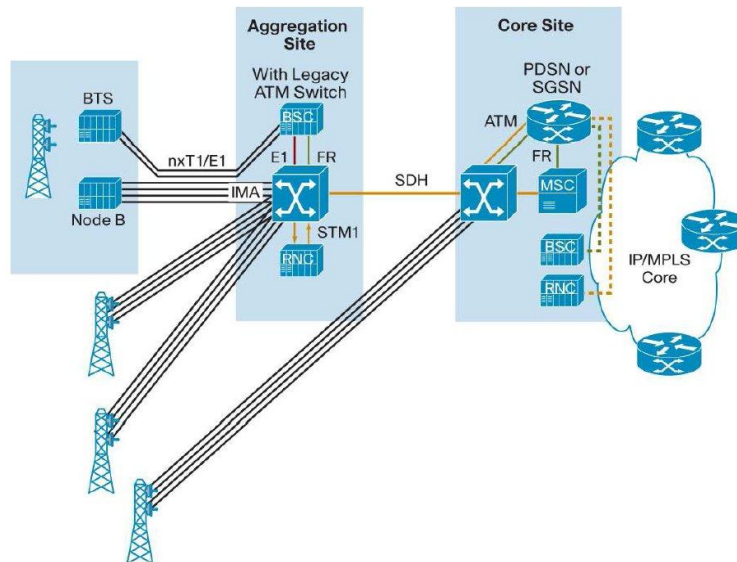 Aggregation
Site
Core Site
With Legacy
ATM Switch
PDSN or
SGSN
BTS
BSC
ATM
nxT1/E1
E1
FR
FR
IMA
SDH
MSC
Node B
STM1
RNC
BSC
IP/MPLS
Core
RNC